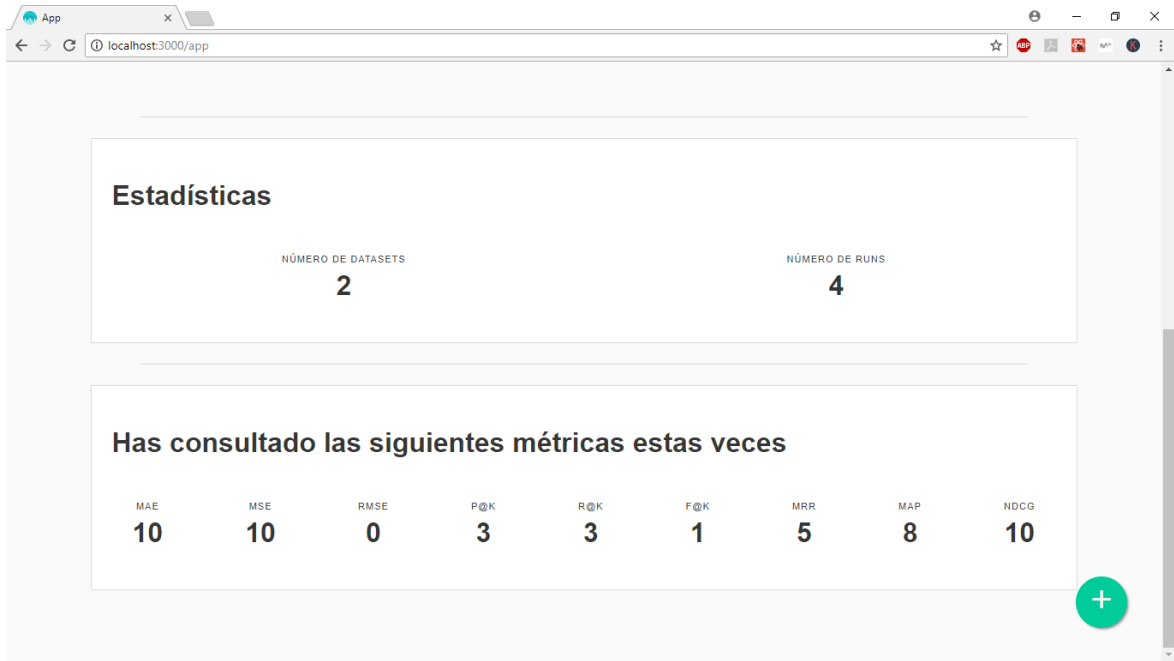 App
localhost:3000/app
ABP
K
Estadísticas
NÚMERO DE DATASETS
NÚMERO DE RUNS
2
4
Has consultado las siguientes métricas estas veces
MAE MSE RMSE P@K R@K F@K MRR MAP NDCG
10 10 0 3 3 1 5 8 10
+